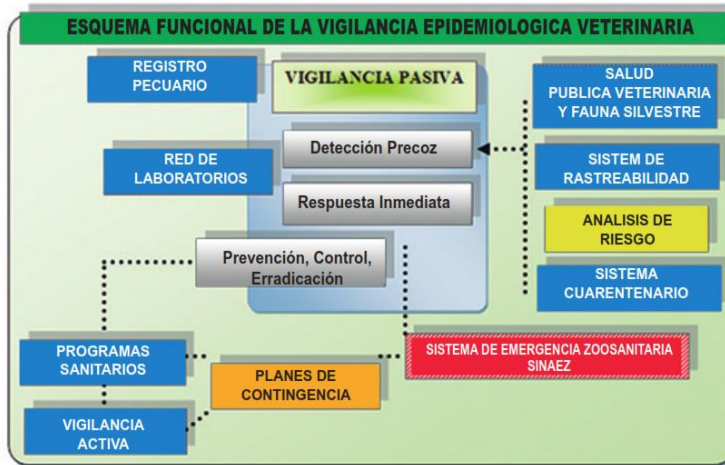 ESQUEMA FUNCIONAL DE LA VIGILANCIA EPIDEMIOLOGICA VETERINARIA
REGISTRO
PECUARIO
VIGILANCIA PASIVA
SALUD
PUBLICA VETERINARIA
Y FAUNA SILVESTRE
Detección Precoz
RED DE
LABORATORIOS
SISTEM DE
RASTREABILIDAD
Respuesta Inmediata
ANALISIS DE
RIESGO
Prevención, Control,
Erradicación
SISTEMA
CUARENTENARIO
PROGRAMAS
SANITARIOS
SISTEMA DE EMERGENCIA ZOOSANITARIA
SINAEZ
PLANES DE
CONTINGENCIA
VIGILANCIA
ACTIVA